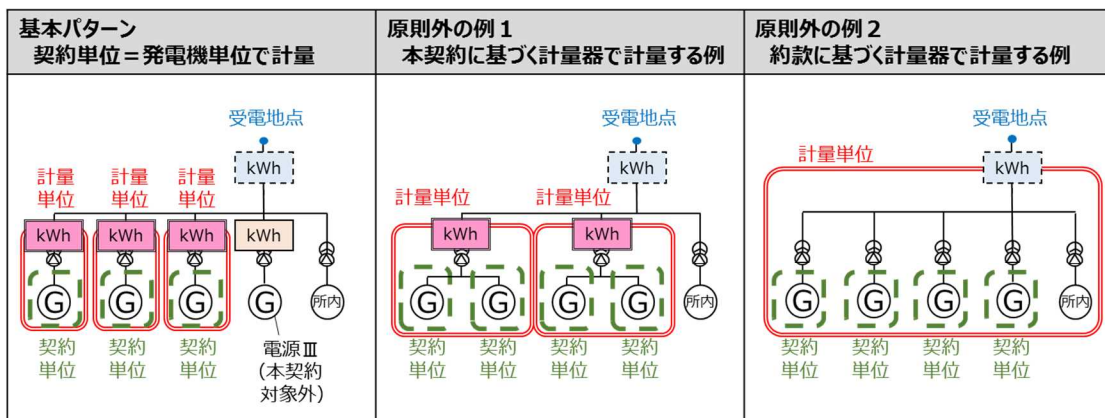 基本パターン
契約単位＝発電機単位で計量
受電地点
kWh
計量
単位
計量
単位
計量
単位
kWh
kWh
kWh
kWh
G
G
G
G
所内
契約
単位
契約
単位
契約
単位
電源Ⅲ
（本契約
対象外）
原則外の例１
本契約に基づく計量器で計量する例
受電地点
kWh
計量単位
計量単位
kWh
kWh
G
G
G
G
所内
契約
単位
契約
単位
契約
単位
契約
単位
原則外の例２
約款に基づく計量器で計量する例
受電地点
計量単位
kWh
G
G
G
G
所内
契約
単位
契約
単位
契約
単位
契約
単位